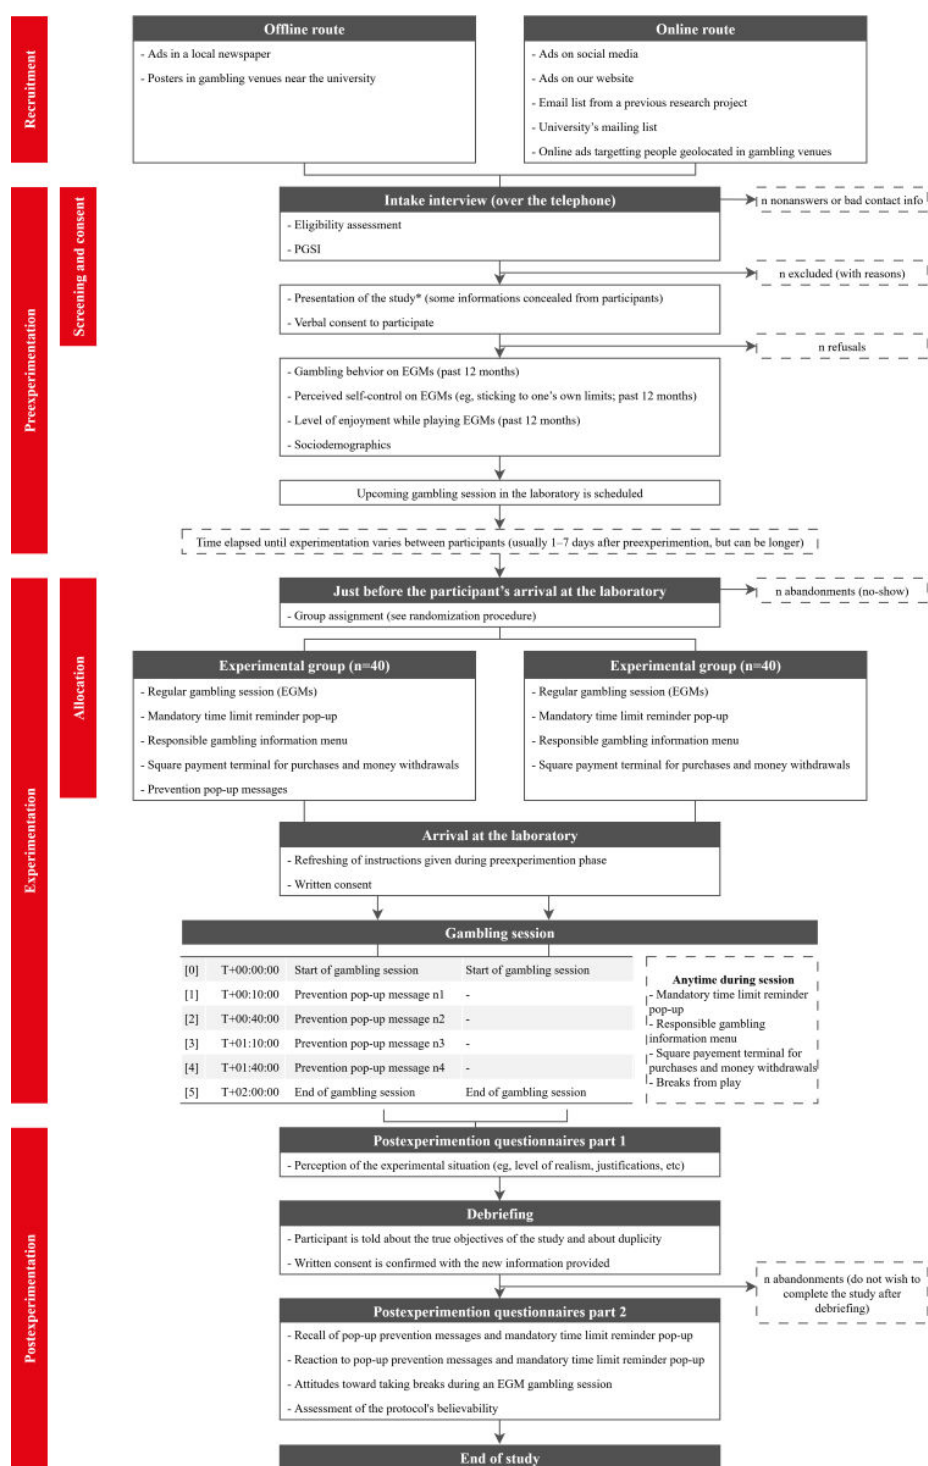 Recruitment
Offline route
- Ads in a local newspaper
- Posters in gambling venues near the university
Online route
- Ads on social media
- Ads on our website
- Email list from a previous research project
- University's mailing list
- Online ads targetting people geolocated in gambling venues
Preexperimentation
Screening and consent
Intake interview (over the telephone)
- Eligibility assessment
- PGSI
n nonanswers or bad contact info
n excluded (with reasons)
- Presentation of the study* (some informations concealed from participants)
- Verbal consent to participate
n refusals
- Gambling behvior on EGMs (past 12 months)
- Perceived self-control on EGMs (eg, sticking to one's own limits; past 12 months)
- Level of enjoyment while playing EGMs (past 12 months)
- Sociodemographics
Upcoming gambling session in the laboratory is scheduled
Time elapsed until experimentation varies between participants (usually 1–7 days after preexperimention, but can be longer)
Experimentation
Allocation
Just before the participant's arrival at the laboratory
- Group assignment (see randomization procedure)
n abandonments (no-show)
Experimental group (n=40)
- Regular gambling session (EGMs)
- Mandatory time limit reminder pop-up
- Responsible gambling information menu
- Square payment terminal for purchases and money withdrawals
- Prevention pop-up messages
Experimental group (n=40)
- Regular gambling session (EGMs)
- Mandatory time limit reminder pop-up
- Responsible gambling information menu
- Square payment terminal for purchases and money withdrawals
Arrival at the laboratory
- Refreshing of instructions given during preexperimention phase
- Written consent
Gambling session
[0] T+00:00:00 Start of gambling session Start of gambling session
[1] T+00:10:00 Prevention pop-up message n1 -
[2] T+00:40:00 Prevention pop-up message n2 -
[3] T+01:10:00 Prevention pop-up message n3 -
[4] T+01:40:00 Prevention pop-up message n4 -
[5] T+02:00:00 End of gambling session End of gambling session
Anytime during session
- Mandatory time limit reminder
pop-up
- Responsible gambling
information menu
- Square payement terminal for
purchases and money withdrawals
- Breaks from play
Postexperimentation
Postexperimention questionnaires part 1
- Perception of the experimental situation (eg, level of realism, justifications, etc)
Debriefing
- Participant is told about the true objectives of the study and about duplicity
- Written consent is confirmed with the new information provided
n abandonments (do not wish to
complete the study after
debriefing)
Postexperimention questionnaires part 2
- Recall of pop-up prevention messages and mandatory time limit reminder pop-up
- Reaction to pop-up prevention messages and mandatory time limit reminder pop-up
- Attitudes toward taking breaks during an EGM gambling session
- Assessment of the protocol's believability
End of study